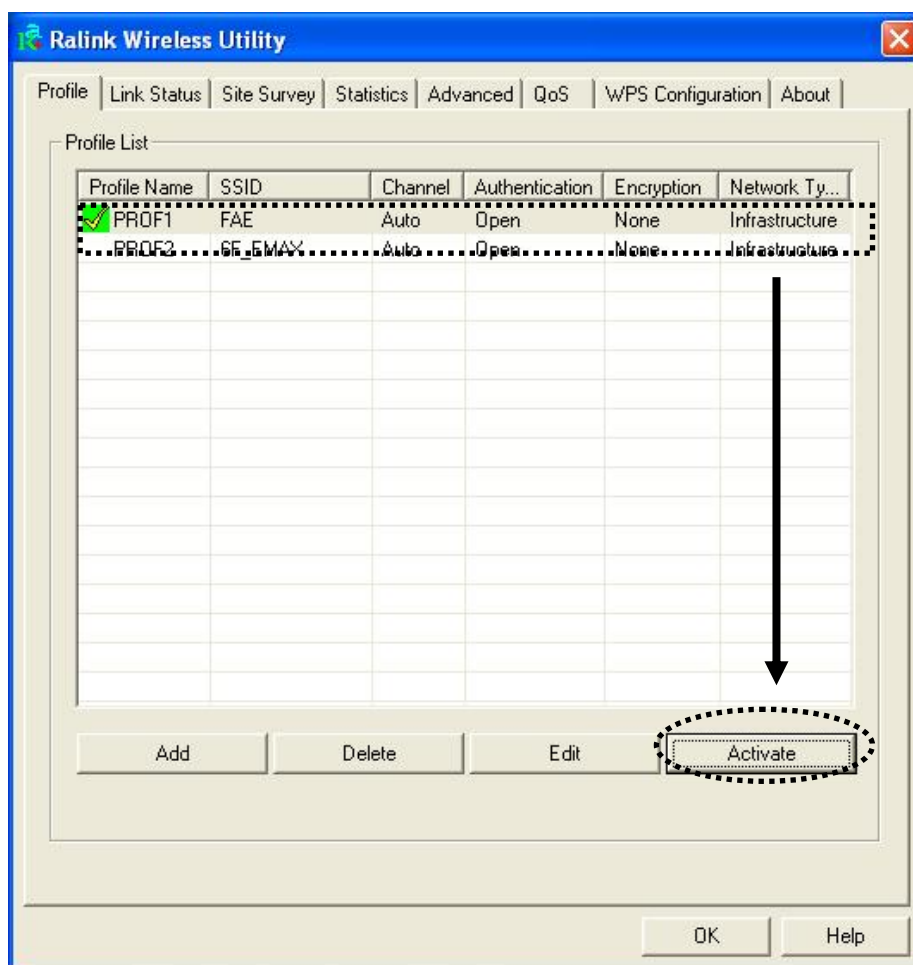 Ralink Wireless Utility
Profile Link Status Site Survey Statistics Advanced QoS WPS Configuration About
Profile List
Profile Name SSID Channel Authentication Encryption Network Ty...
PROF1 FAE Auto Open None Infrastructure
PROF2 6F_EMAX Auto Open None Infrastructure
Add Delete Edit Activate
OK Help